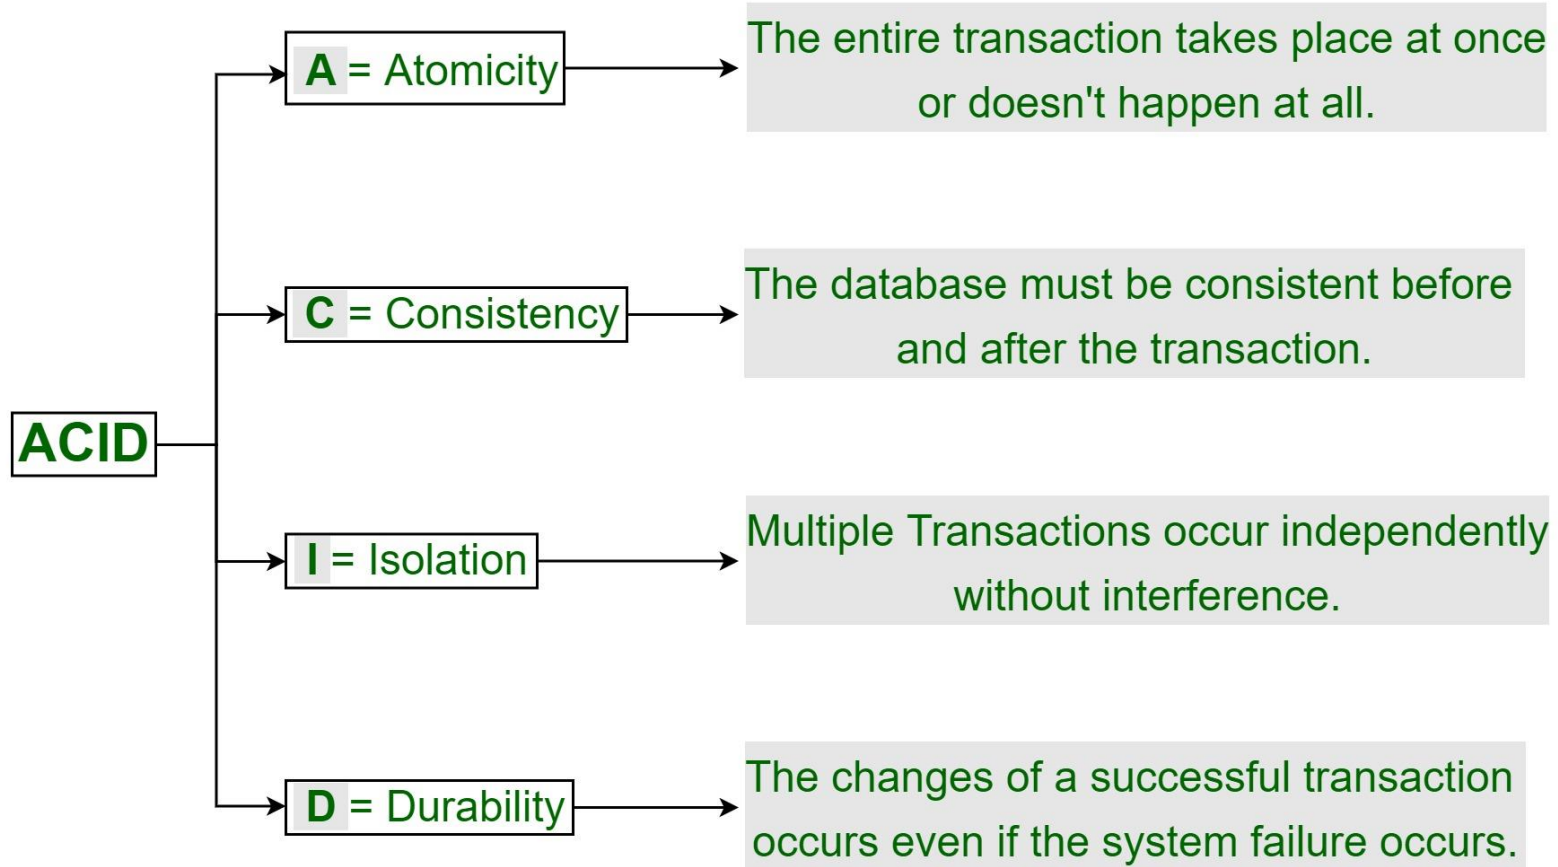 A = Atomicity
The entire transaction takes place at once
or doesn't happen at all.
C = Consistency
The database must be consistent before
and after the transaction.
ACID
I = Isolation
Multiple Transactions occur independently
without interference.
D = Durability
The changes of a successful transaction
occurs even if the system failure occurs.